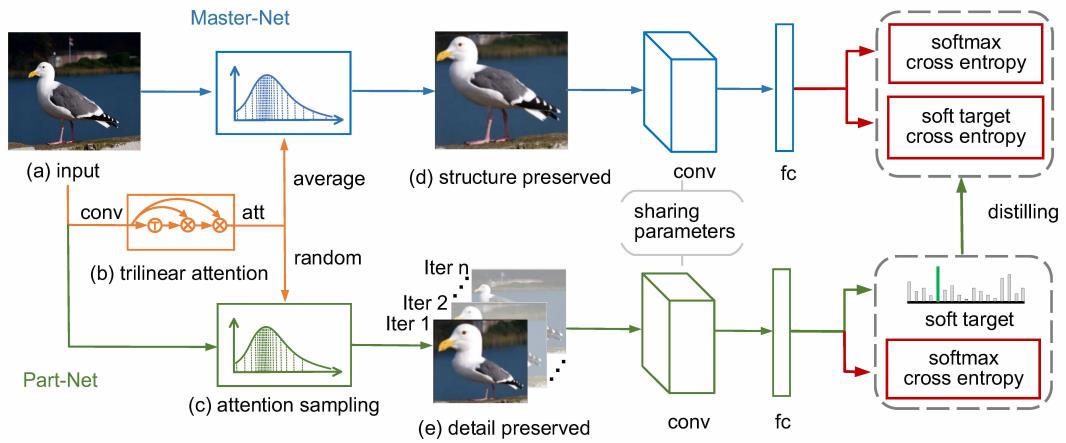 Master-Net
(a) input
(d) structure preserved
conv
fc
softmax
cross entropy
soft target
cross entropy
average
conv
T
att
(b) trilinear attention
random
sharing
parameters
distilling
Part-Net
(c) attention sampling
Iter n
Iter 2
Iter 1
(e) detail preserved
conv
fc
soft target
softmax
cross entropy